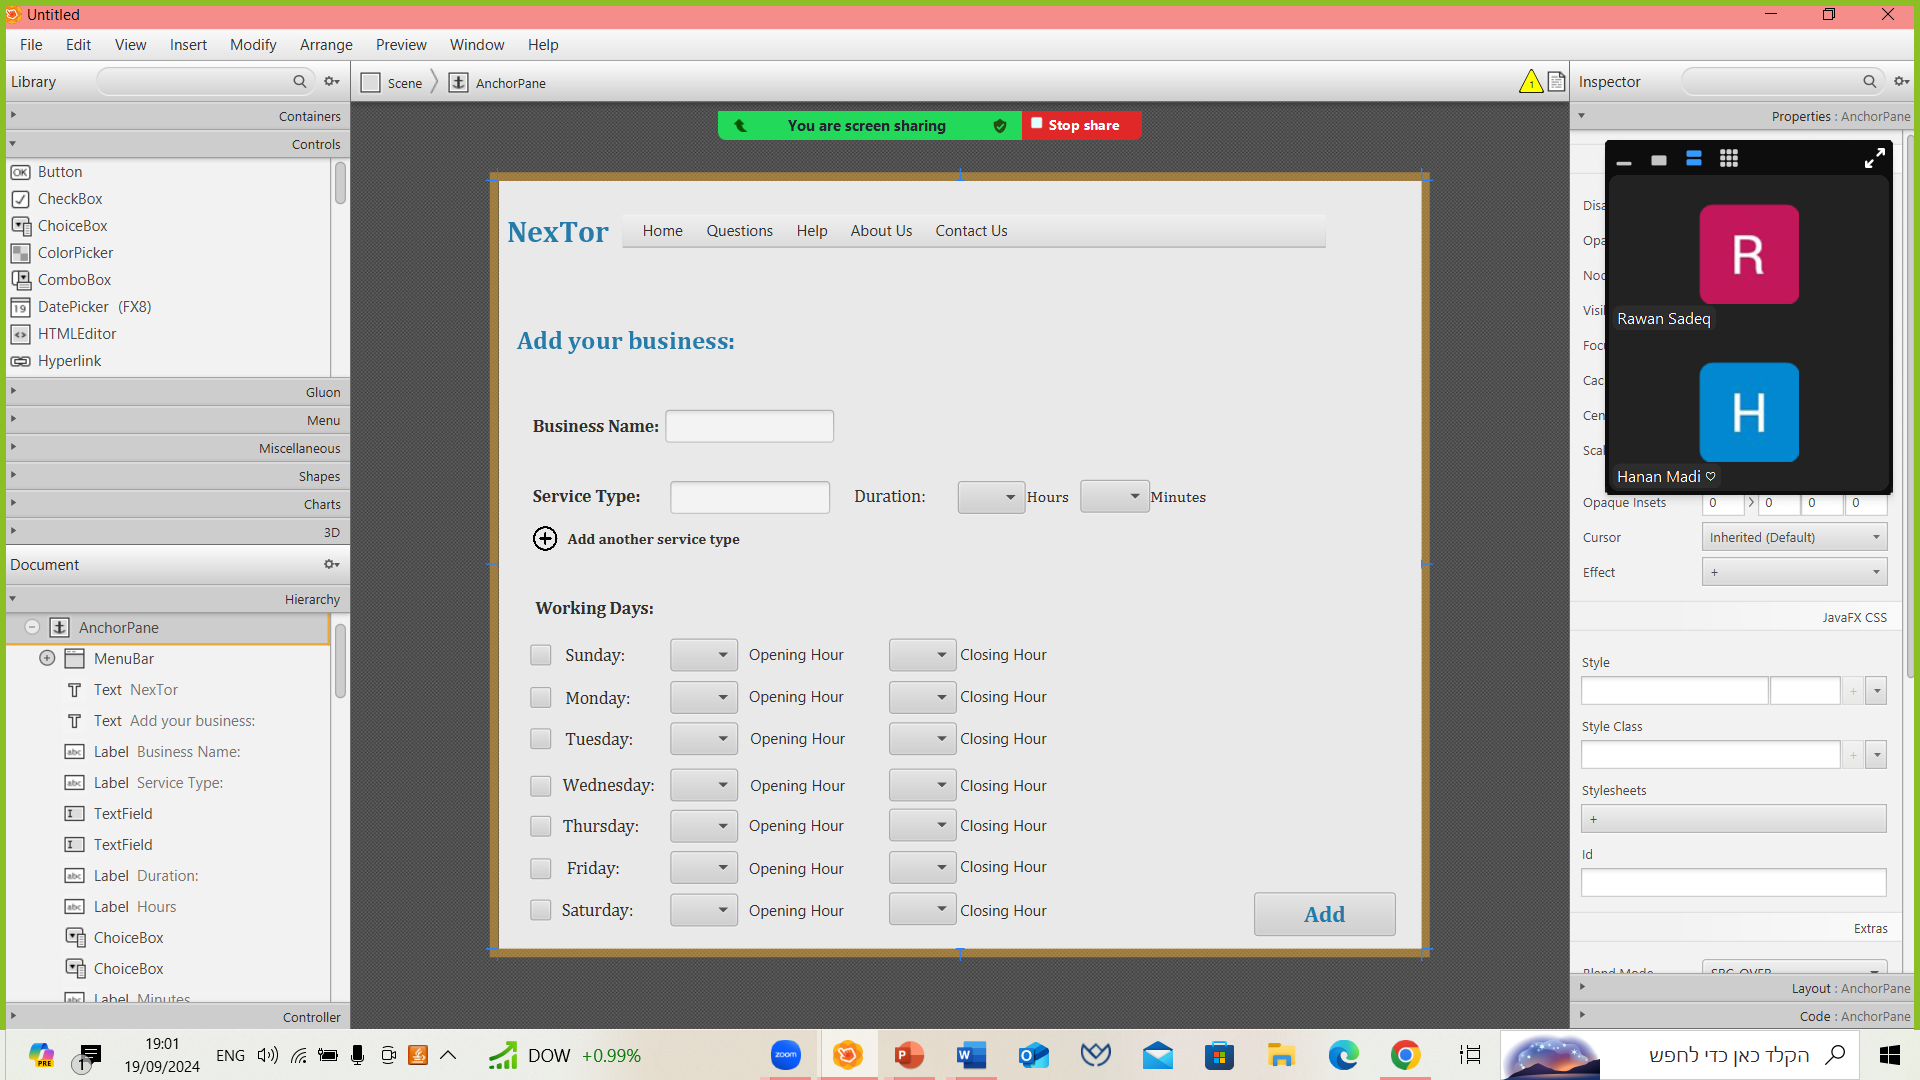 Untitled
File Edit View Insert Modify Arrange Preview Window Help
Library
Scene AnchorPane
1
Inspector
Containers
Controls
Button
CheckBox
ChoiceBox
ColorPicker
ComboBox
DatePicker (FX8)
HTMLEditor
Hyperlink
Gluon
Menu
Miscellaneous
Shapes
Charts
3D
Document
Hierarchy
AnchorPane
MenuBar
Text NexTor
Text Add your business:
Label Business Name:
Label Service Type:
TextField
TextField
Label Duration:
Label Hours
ChoiceBox
ChoiceBox
Label Minutes
Controller
You are screen sharing Stop share
NexTor Home Questions Help About Us Contact Us
Add your business:
Business Name:
Service Type: Duration: Hours Minutes
Add another service type
Working Days:
Sunday: Opening Hour Closing Hour
Monday: Opening Hour Closing Hour
Tuesday: Opening Hour Closing Hour
Wednesday: Opening Hour Closing Hour
Thursday: Opening Hour Closing Hour
Friday: Opening Hour Closing Hour
Saturday: Opening Hour Closing Hour
Add
Properties : AnchorPane
R
Rawan Sadeq
H
Hanan Madi ♡
Opaque Insets 0 0 0 0
Cursor Inherited (Default)
Effect +
JavaFX CSS
Style
Style Class
Stylesheets
+
Id
Extras
Blend Mode SRC_OVER
Layout : AnchorPane
Code : AnchorPane
PRE 1 19:01 ENG DOW +0.99% zoom הקלד כאן כדי לחפש
19/09/2024